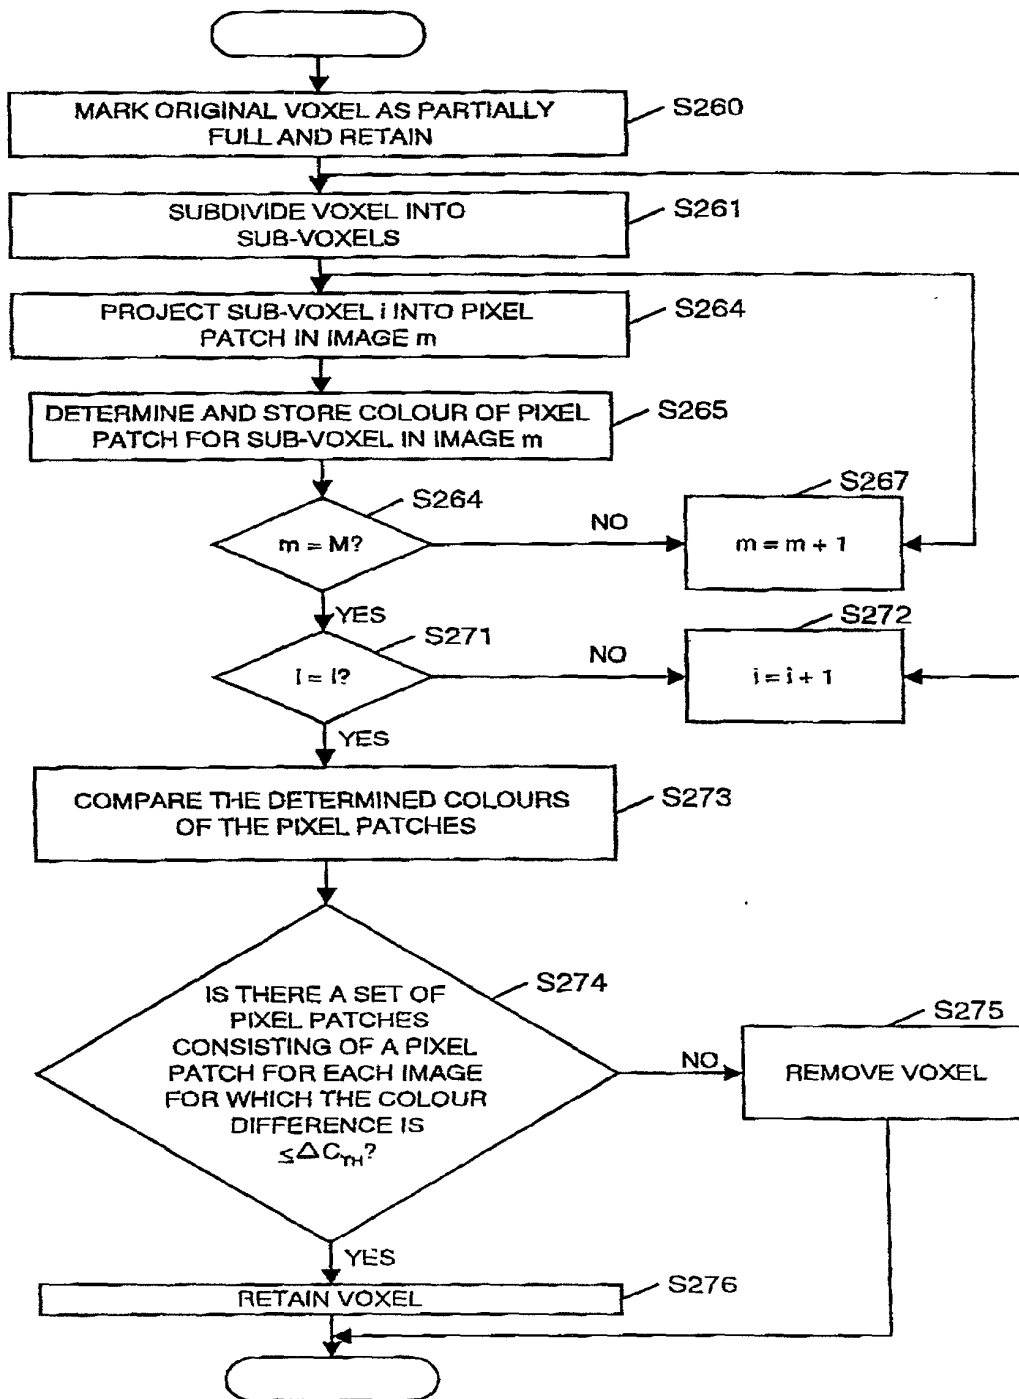 MARK ORIGINAL VOXEL AS PARTIALLY
FULL AND RETAIN
S260
SUBDIVIDE VOXEL INTO
SUB-VOXELS
S261
PROJECT SUB-VOXEL i INTO PIXEL
PATCH IN IMAGE m
S264
DETERMINE AND STORE COLOUR OF PIXEL
PATCH FOR SUB-VOXEL IN IMAGE m
S265
m = M?
S264
NO
m = m + 1
S267
YES
I = I?
S271
NO
i = i + 1
S272
YES
COMPARE THE DETERMINED COLOURS
OF THE PIXEL PATCHES
S273
IS THERE A SET OF
PIXEL PATCHES
CONSISTING OF A PIXEL
PATCH FOR EACH IMAGE
FOR WHICH THE COLOUR
DIFFERENCE IS
≤ΔC_TH?
S274
NO
REMOVE VOXEL
S275
YES
RETAIN VOXEL
S276